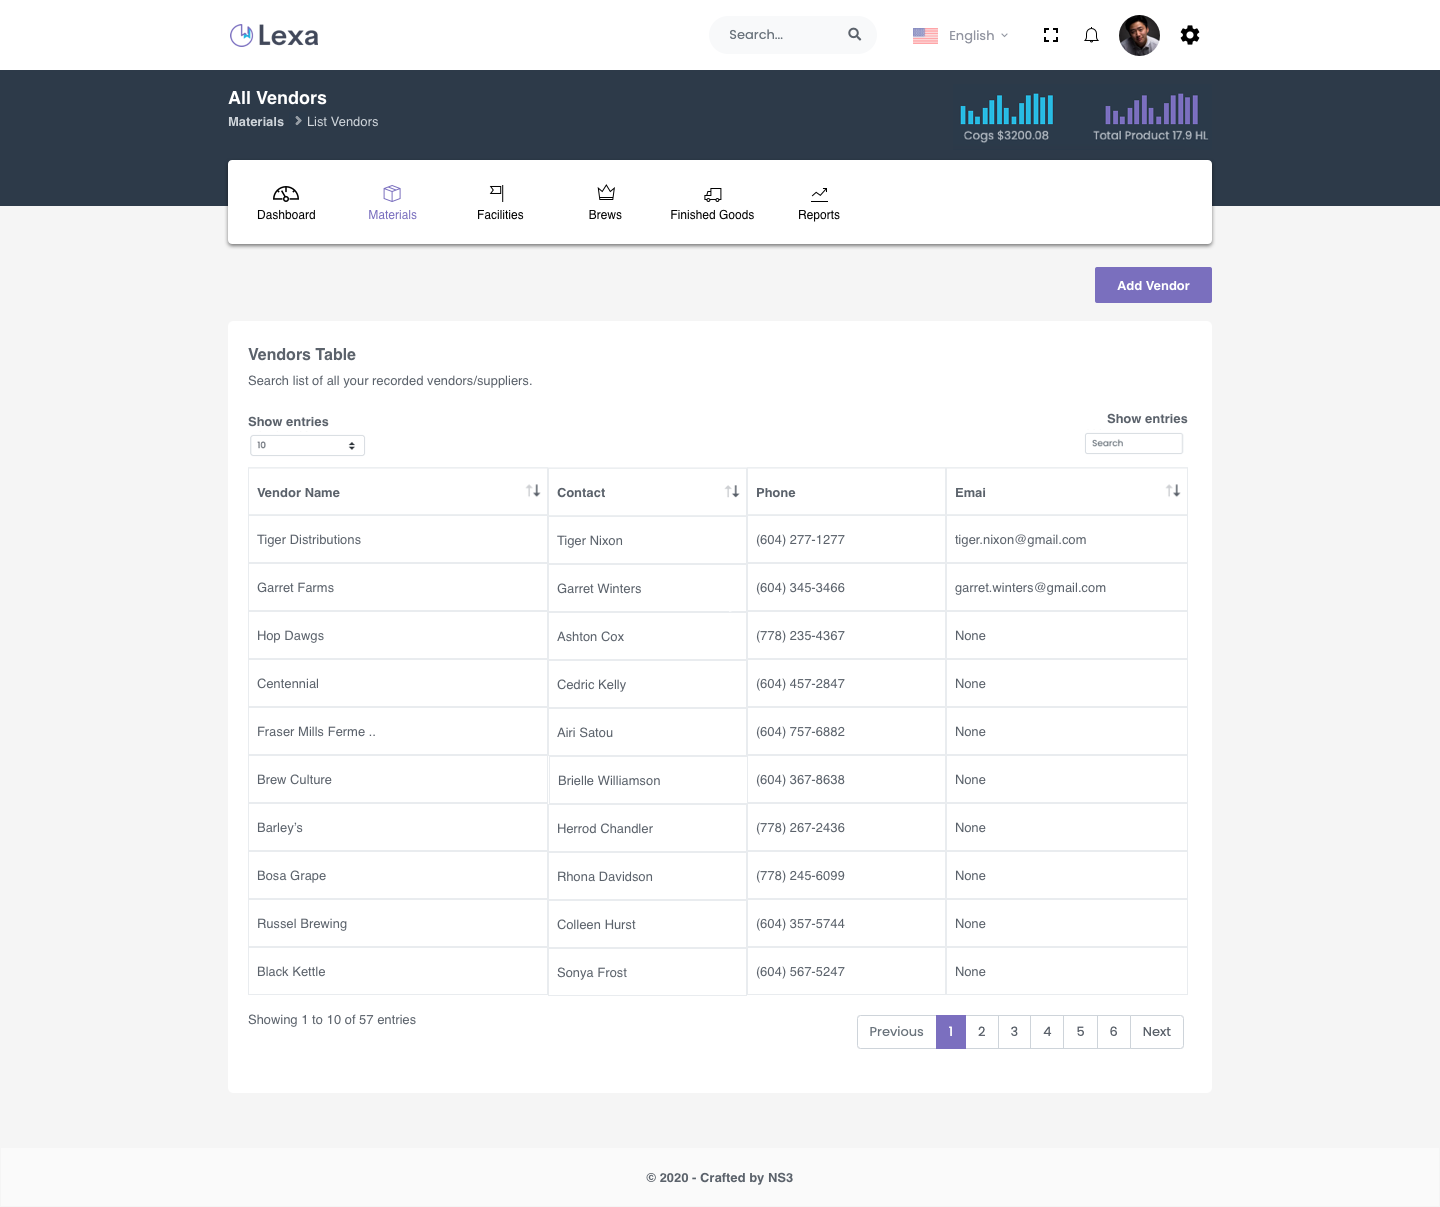 Lexa
Search...
English
All Vendors
Materials List Vendors
Cogs $3200.08
Total Product 17.9 HL
Dashboard
Materials
Facilities
Brews
Finished Goods
Reports
Add Vendor
Vendors Table
Search list of all your recorded vendors/suppliers.
Show entries
10
Show entries
Search
Vendor Name Contact Phone Emai
Tiger Distributions Tiger Nixon (604) 277-1277 tiger.nixon@gmail.com
Garret Farms Garret Winters (604) 345-3466 garret.winters@gmail.com
Hop Dawgs Ashton Cox (778) 235-4367 None
Centennial Cedric Kelly (604) 457-2847 None
Fraser Mills Ferme .. Airi Satou (604) 757-6882 None
Brew Culture Brielle Williamson (604) 367-8638 None
Barley’s Herrod Chandler (778) 267-2436 None
Bosa Grape Rhona Davidson (778) 245-6099 None
Russel Brewing Colleen Hurst (604) 357-5744 None
Black Kettle Sonya Frost (604) 567-5247 None
Showing 1 to 10 of 57 entries
Previous 1 2 3 4 5 6 Next
© 2020 - Crafted by NS3